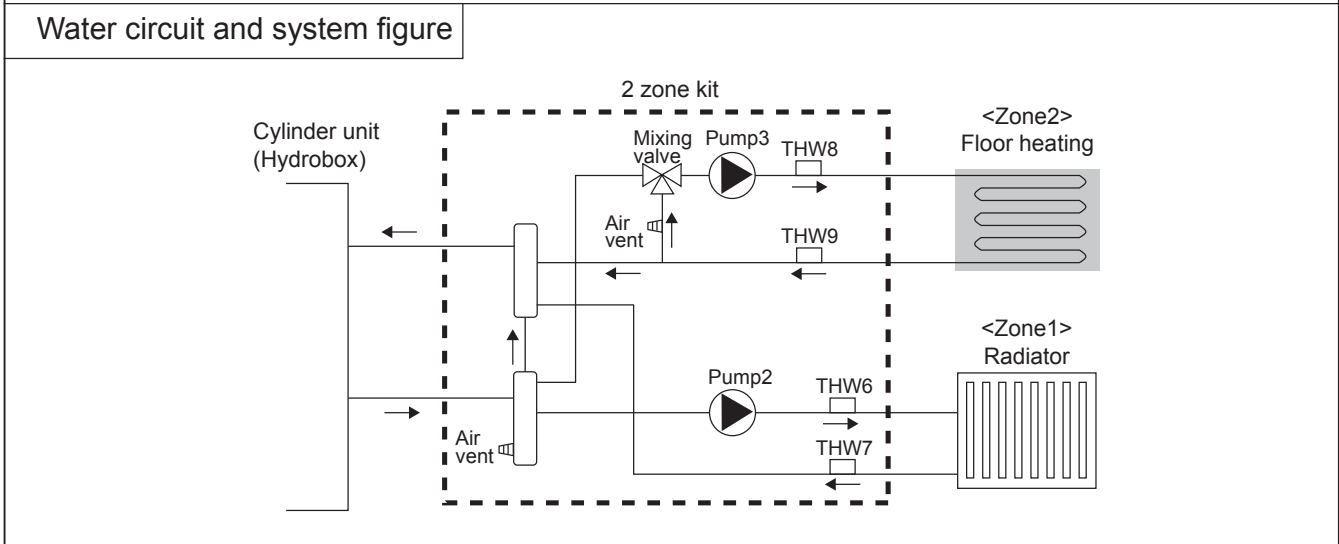 Water circuit and system figure
2 zone kit
Cylinder unit
(Hydrobox)
Mixing
valve
Pump3
THW8
<Zone2>
Floor heating
Air
vent
THW9
<Zone1>
Radiator
Pump2
THW6
Air
vent
THW7